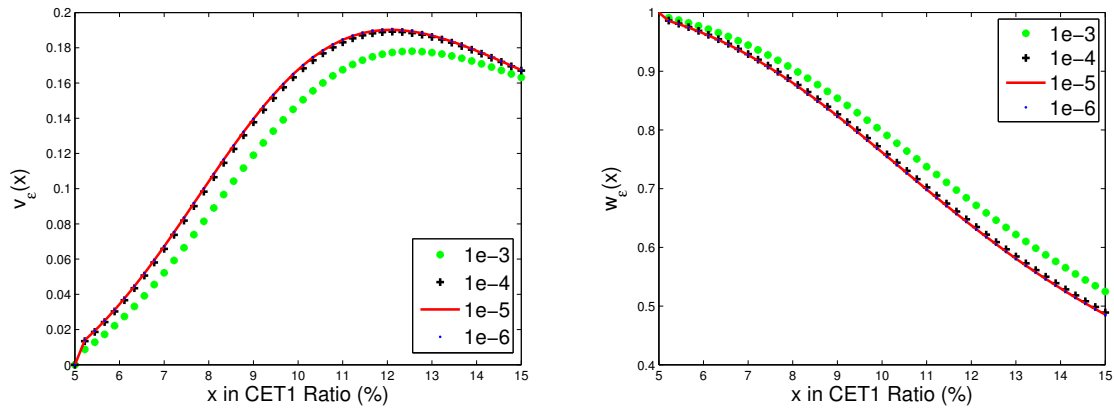 0.2
0.18
0.16
0.14
0.12
0.1
0.08
0.06
0.04
0.02
0
v_ε(x)
1e−3
1e−4
1e−5
1e−6
5 6 7 8 9 10 11 12 13 14 15
x in CET1 Ratio (%)
1
0.9
0.8
0.7
0.6
0.5
0.4
w_ε(x)
1e−3
1e−4
1e−5
1e−6
5 6 7 8 9 10 11 12 13 14 15
x in CET1 Ratio (%)